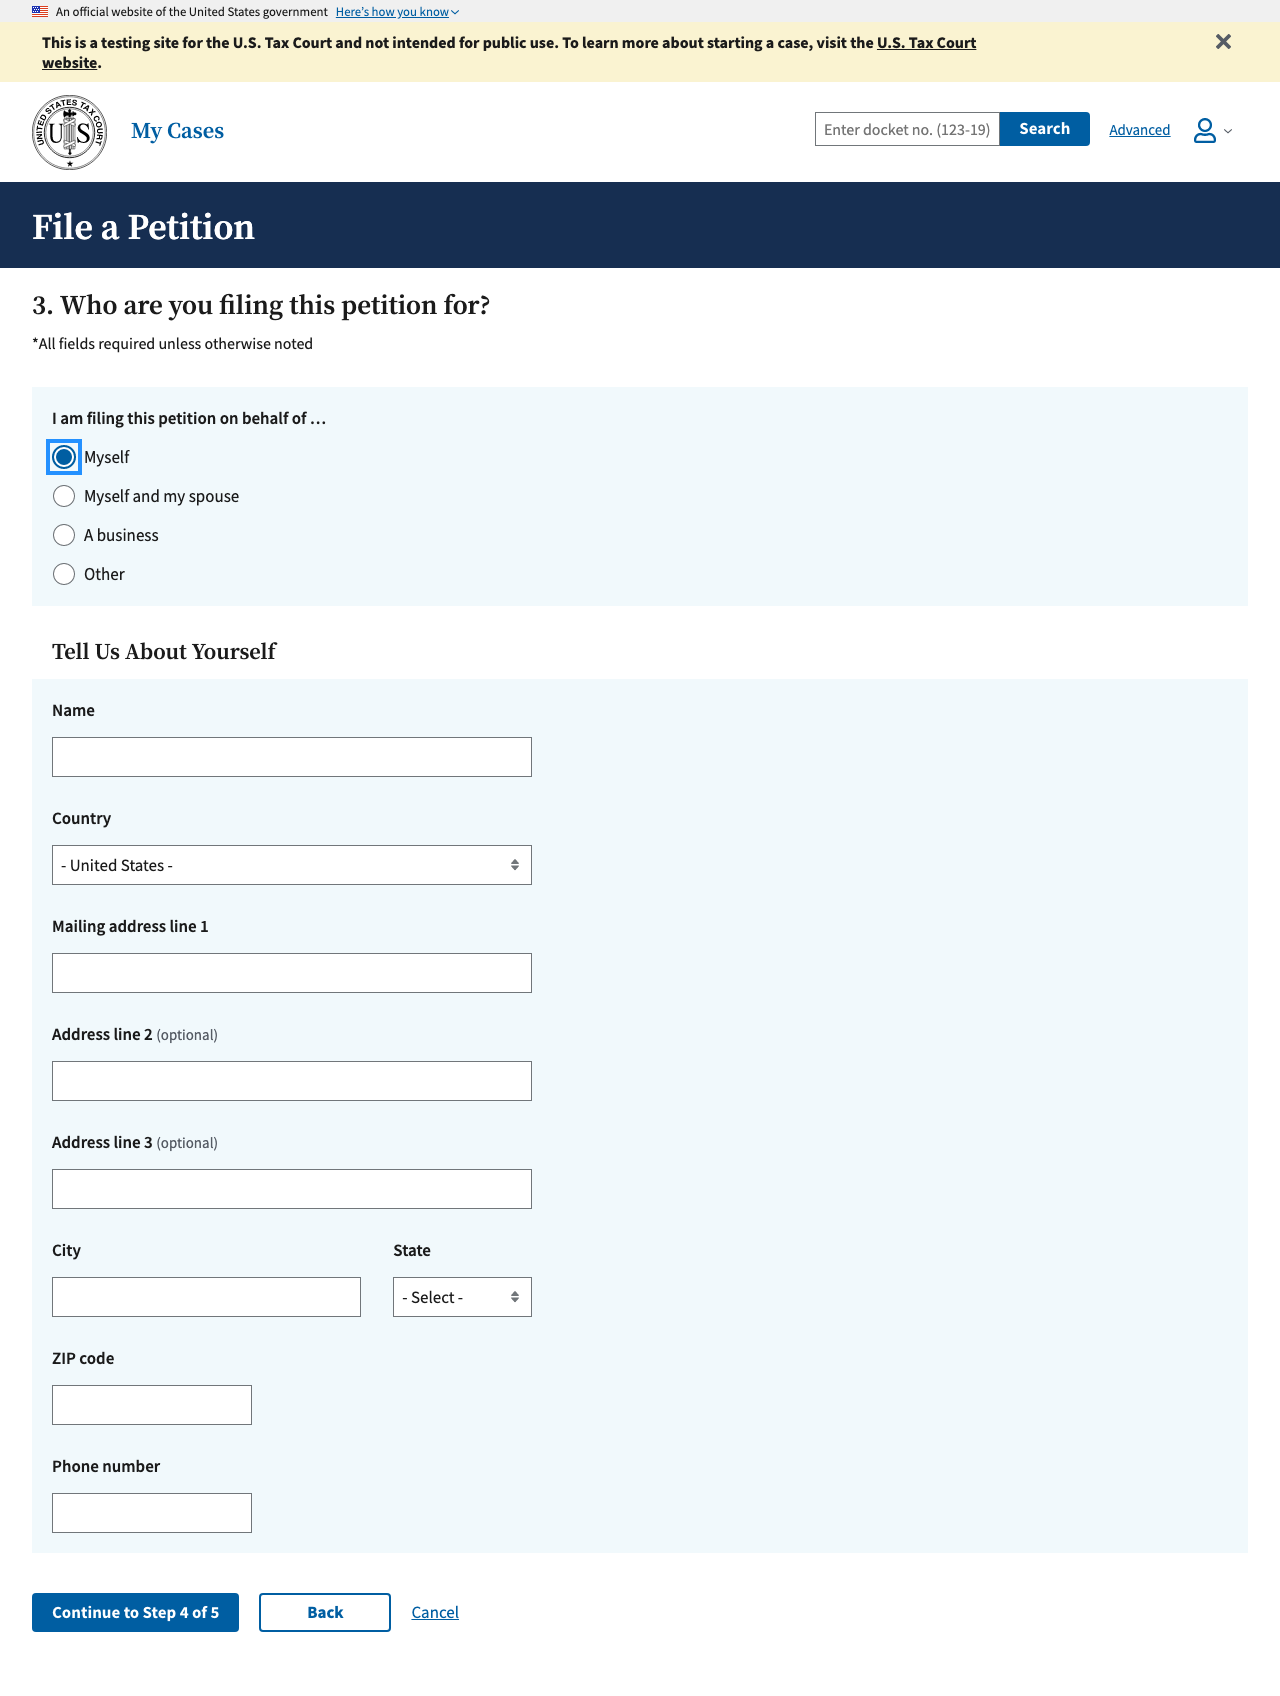 An official website of the United States government Here's how you know
This is a testing site for the U.S. Tax Court and not intended for public use. To learn more about starting a case, visit the U.S. Tax Court
website.
UNITED STATES TAX COURT
US
My Cases
Enter docket no. (123-19)
Search
Advanced
File a Petition
3. Who are you filing this petition for?
*All fields required unless otherwise noted
I am filing this petition on behalf of …
Myself
Myself and my spouse
A business
Other
Tell Us About Yourself
Name
Country
- United States -
Mailing address line 1
Address line 2 (optional)
Address line 3 (optional)
City State
- Select -
ZIP code
Phone number
Continue to Step 4 of 5 Back Cancel